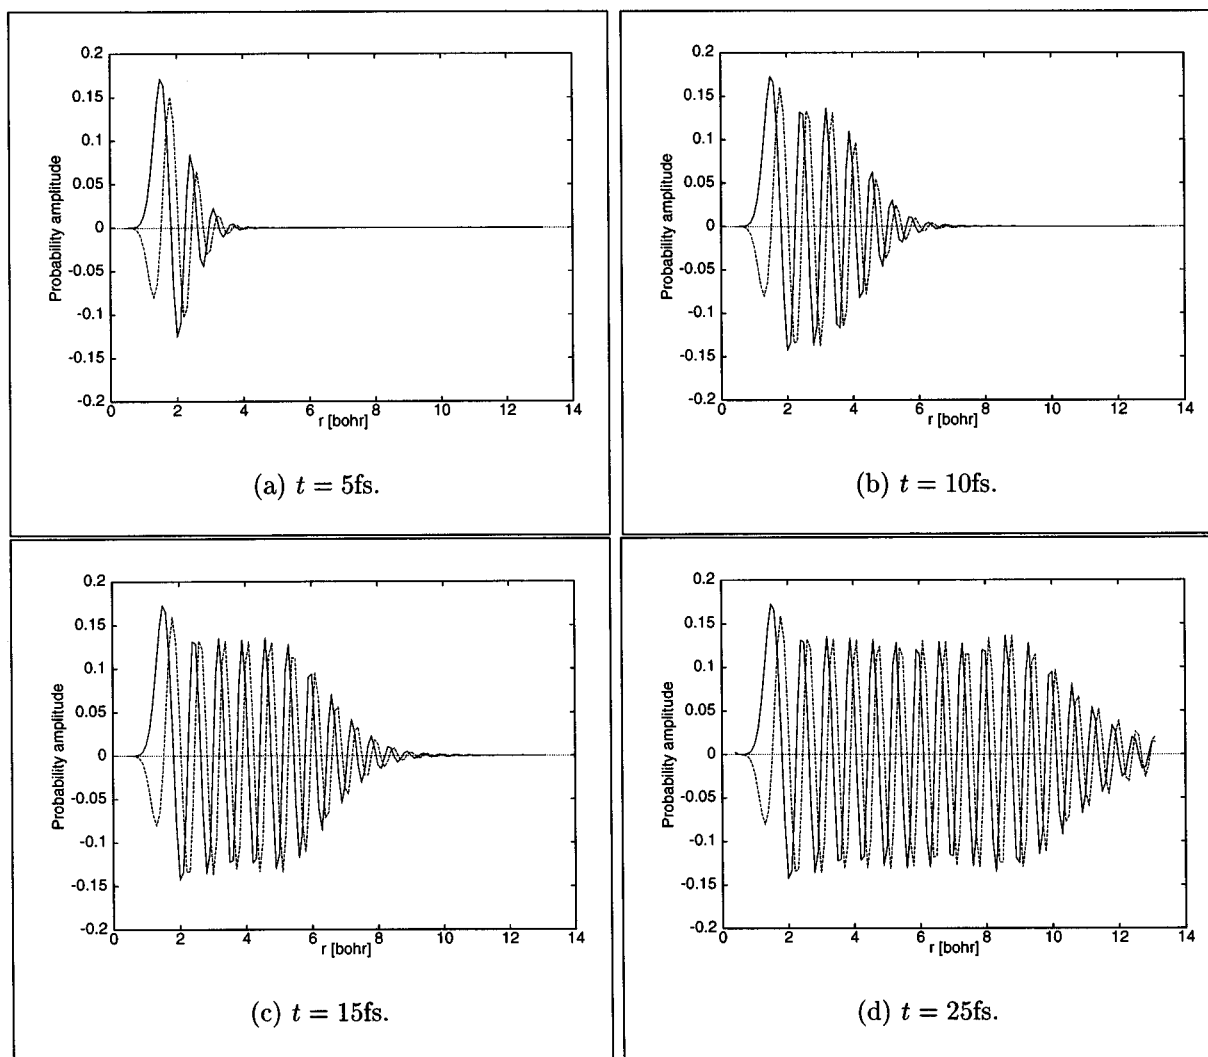 0.2
0.15
0.1
0.05
0
-0.05
-0.1
-0.15
-0.2
Probability amplitude
0 2 4 6 8 10 12 14
r [bohr]
(a) t = 5fs.
0.2
0.15
0.1
0.05
0
-0.05
-0.1
-0.15
-0.2
Probability amplitude
0 2 4 6 8 10 12 14
r [bohr]
(b) t = 10fs.
0.2
0.15
0.1
0.05
0
-0.05
-0.1
-0.15
-0.2
Probability amplitude
0 2 4 6 8 10 12 14
r [bohr]
(c) t = 15fs.
0.2
0.15
0.1
0.05
0
-0.05
-0.1
-0.15
-0.2
Probability amplitude
0 2 4 6 8 10 12 14
r [bohr]
(d) t = 25fs.